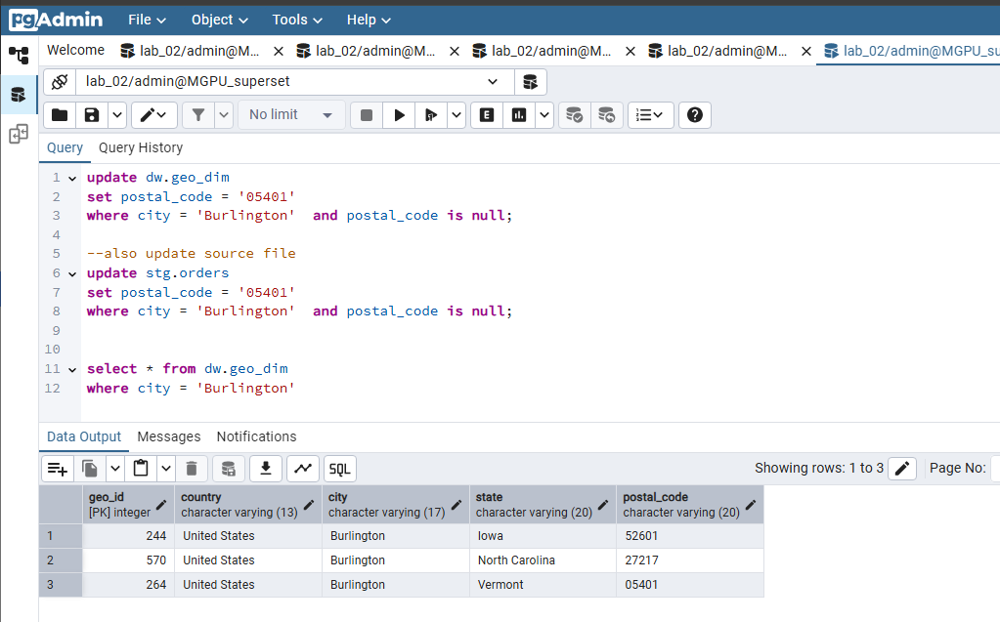 pgAdmin File Object Tools Help
Welcome lab_02/admin@M... lab_02/admin@M... lab_02/admin@M... lab_02/admin@M... lab_02/admin@MGPU_su
lab_02/admin@MGPU_superset
No limit E
Query Query History
1 update dw.geo_dim
2 set postal_code = '05401'
3 where city = 'Burlington'  and postal_code is null;
4
5 --also update source file
6 update stg.orders
7 set postal_code = '05401'
8 where city = 'Burlington'  and postal_code is null;
9
10
11 select * from dw.geo_dim
12 where city = 'Burlington'
Data Output Messages Notifications
SQL Showing rows: 1 to 3 Page No:
geo_id country city state postal_code
[PK] integer character varying (13) character varying (17) character varying (20) character varying (20)
1 244 United States Burlington Iowa 52601
2 570 United States Burlington North Carolina 27217
3 264 United States Burlington Vermont 05401